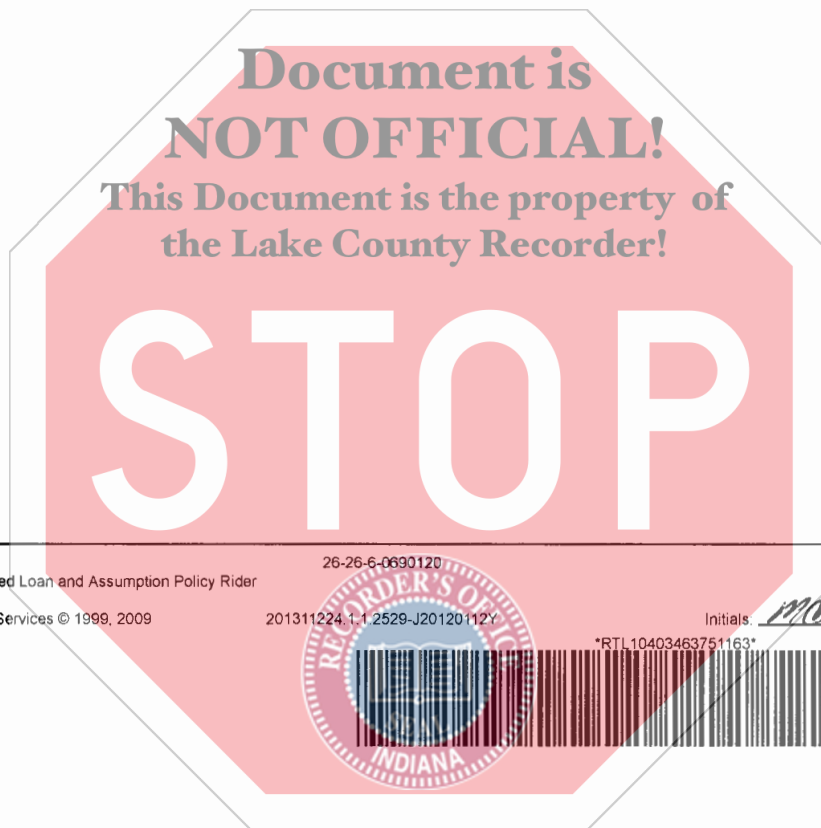 Document is
NOT OFFICIAL!
This Document is the property of
the Lake County Recorder!
STOP
26-26-6-0690120
ed Loan and Assumption Policy Rider
Services © 1999, 2009 201311224.1.1.2529-J20120112Y Initials:
*RTL10403463751163*
RECORDER'S OFFICE
SEAL
INDIANA